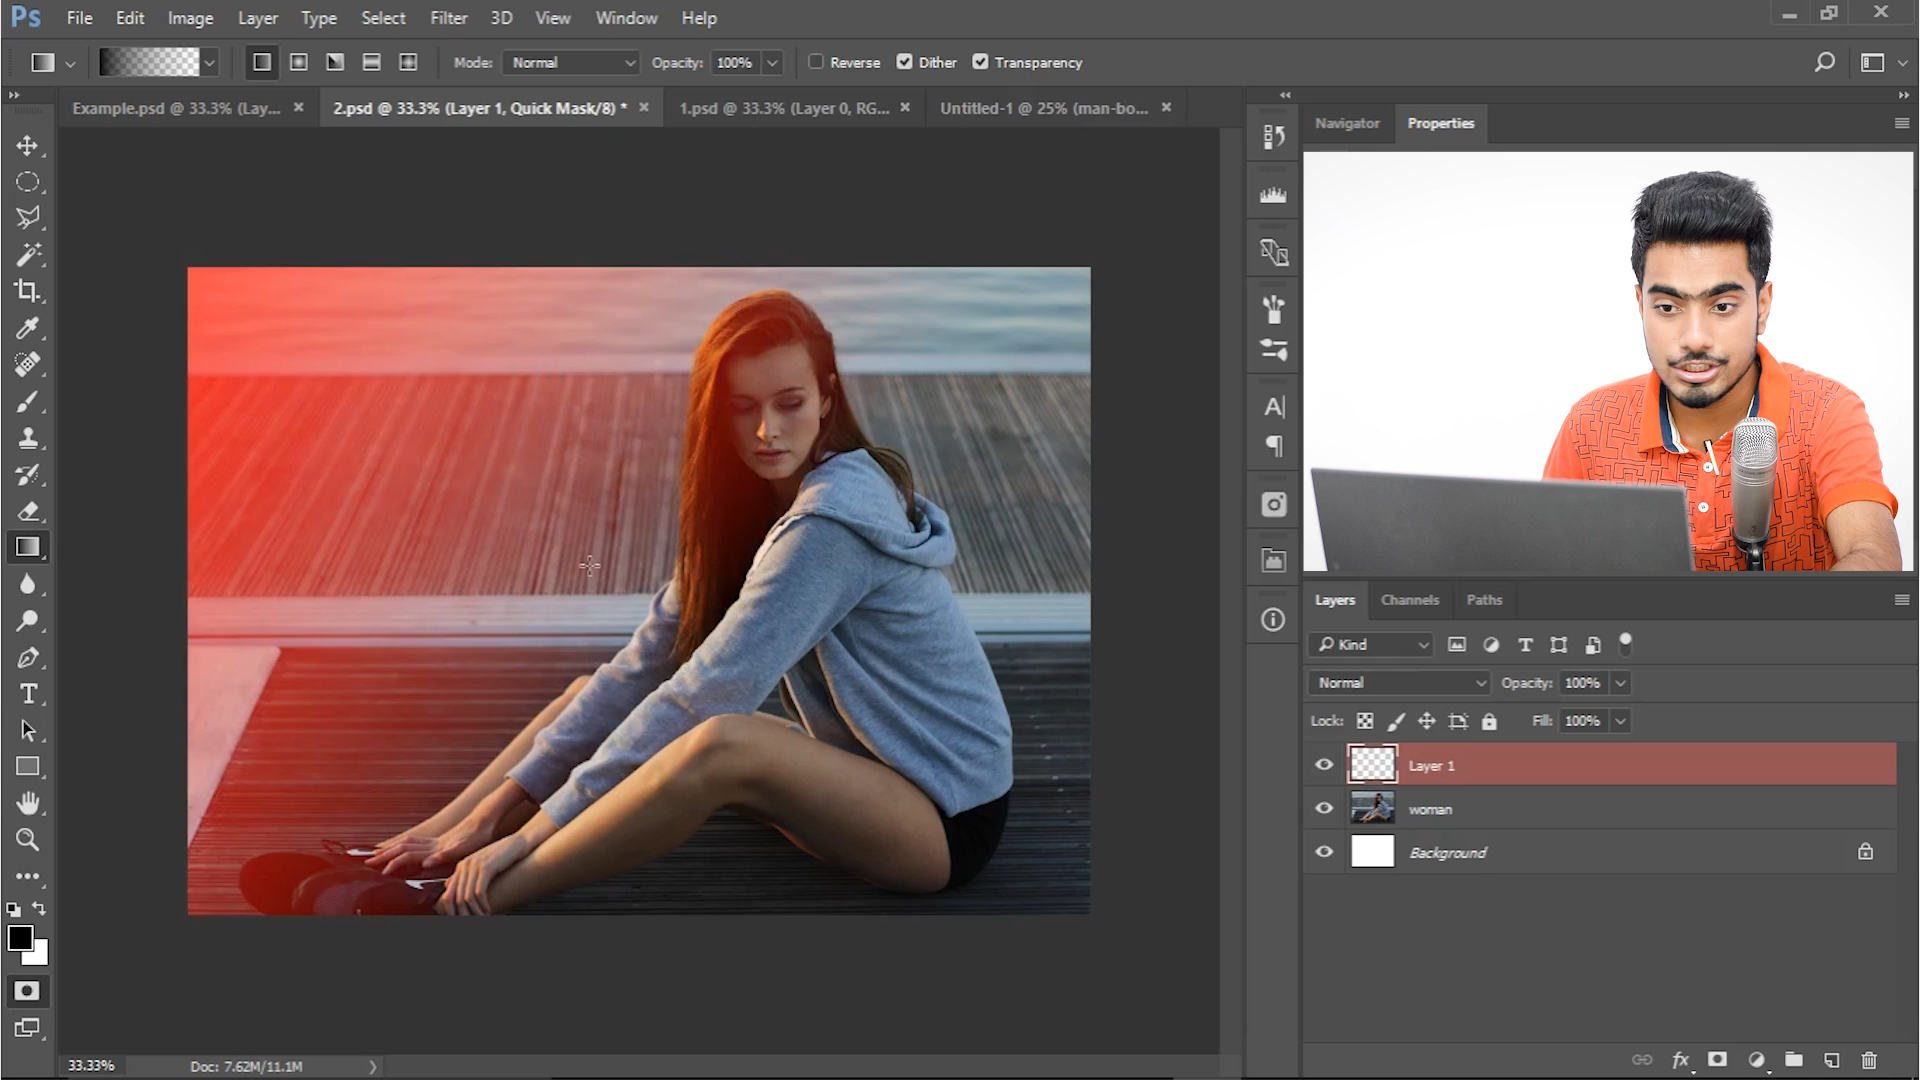 Ps File Edit Image Layer Type Select Filter 3D View Window Help
Mode: Normal Opacity: 100% Reverse Dither Transparency
Example.psd @ 33.3% (Lay... × 2.psd @ 33.3% (Layer 1, Quick Mask/8) * × 1.psd @ 33.3% (Layer 0, RG... × Untitled-1 @ 25% (man-bo... ×
Navigator Properties
Layers Channels Paths
Kind
Normal Opacity: 100%
Lock: Fill: 100%
Layer 1
woman
Background
fx
33.33% Doc: 7.62M/11.1M